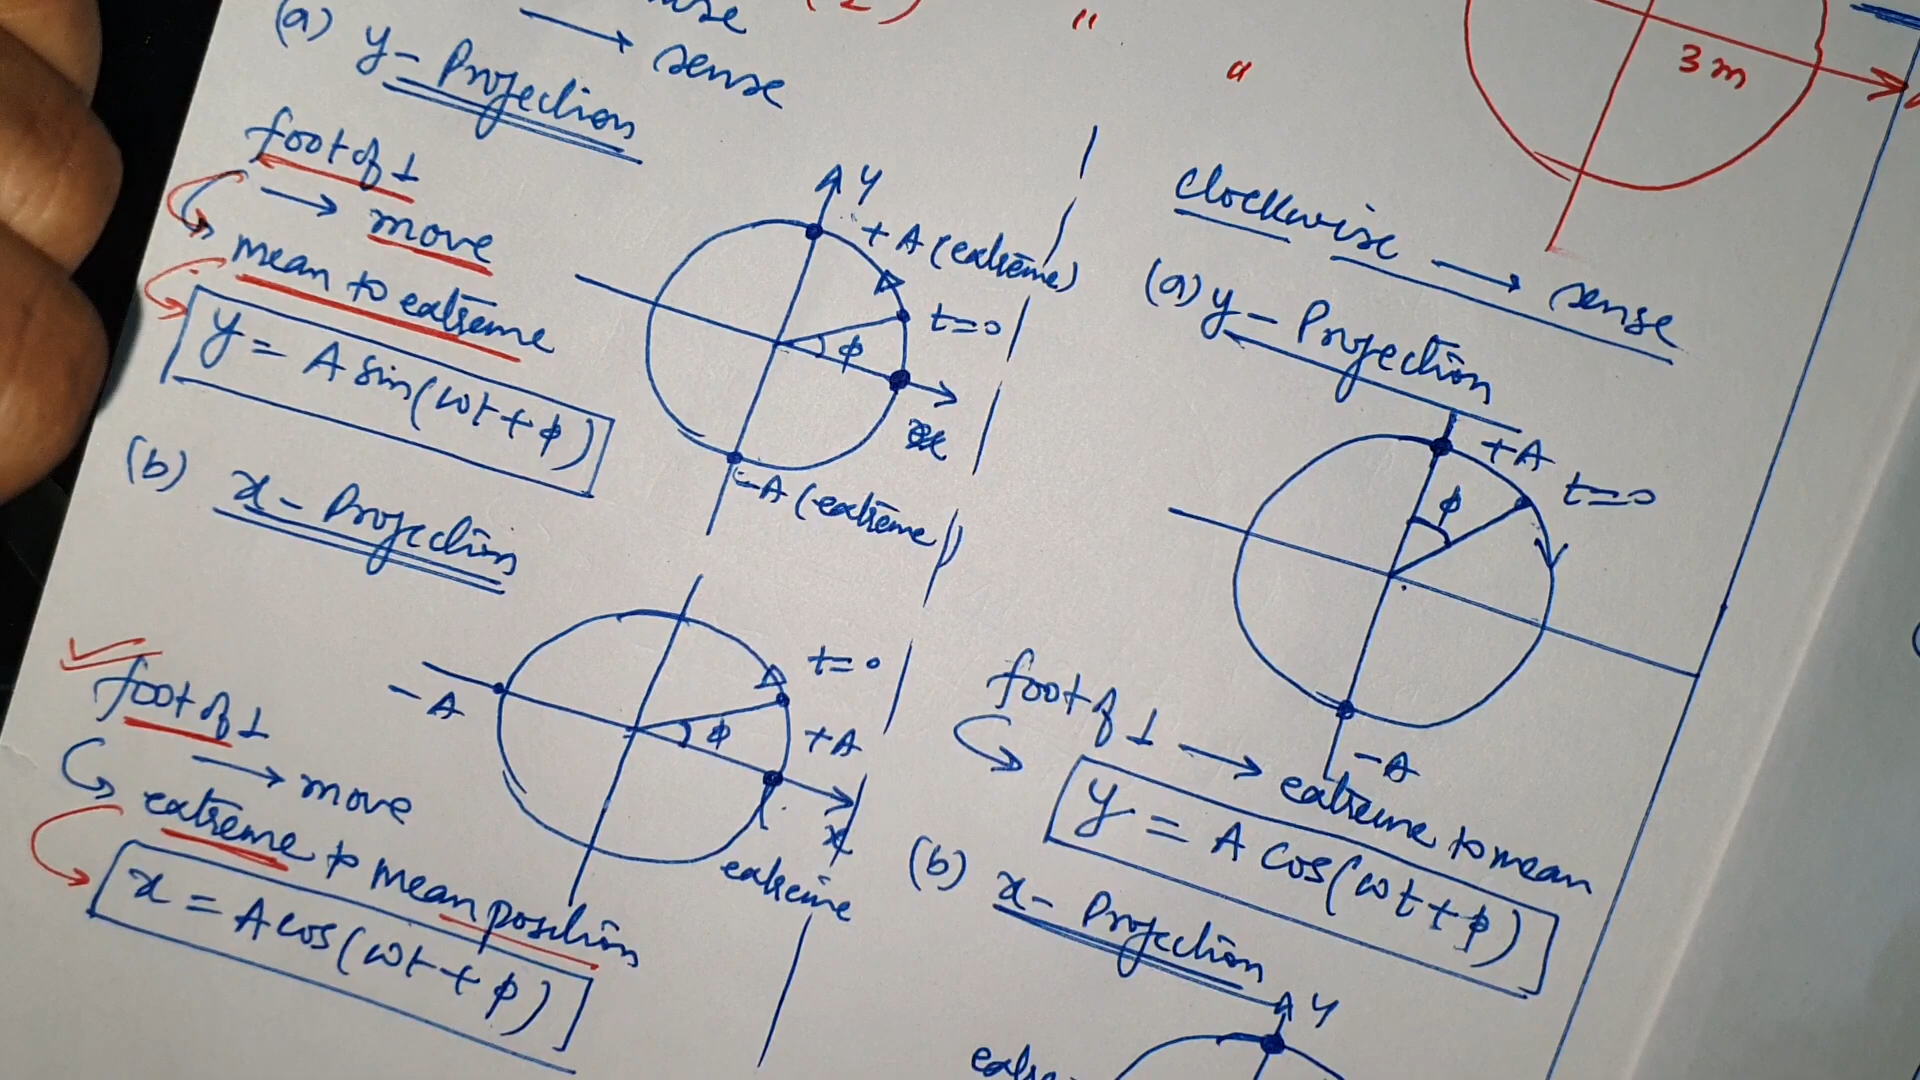 sense
(a) y - Projection
foot of ⊥
→ move
mean to extreme
y = A sin(ωt + φ)
Y
+A (extreme)
t=0
φ
x
-A (extreme)
(b) x - Projection
foot of ⊥
→ move
extreme to mean position
x = A cos(ωt + φ)
-A
t=0
φ
+A
x
extreme
3m
Clockwise → sense
(a) y - Projection
+A
t=0
φ
-A
foot of ⊥ → extreme to mean
y = A cos(ωt + φ)
(b) x - Projection
Y